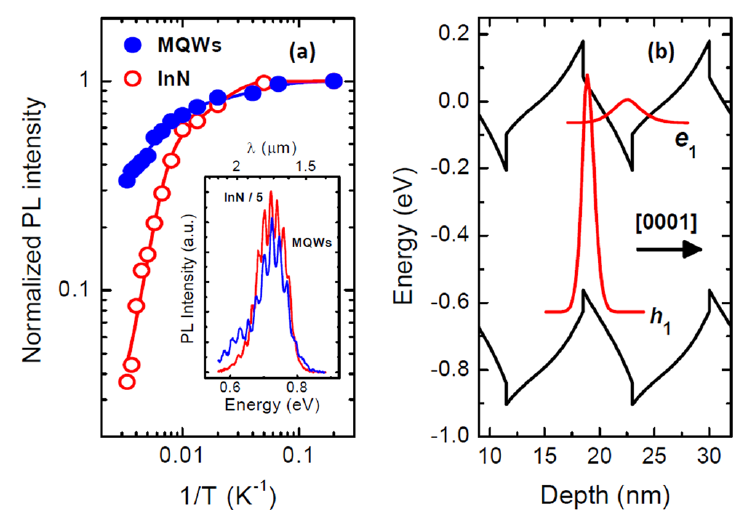 MQWs
InN
(a)
Normalized PL intensity
1
0.1
0.01
0.1
1/T (K-1)
λ (μm)
2
1.5
InN / 5
MQWs
PL Intensity (a.u.)
0.6
0.8
Energy (eV)
(b)
0.2
0.0
-0.2
-0.4
-0.6
-0.8
-1.0
Energy (eV)
e1
[0001]
h1
10
15
20
25
30
Depth (nm)